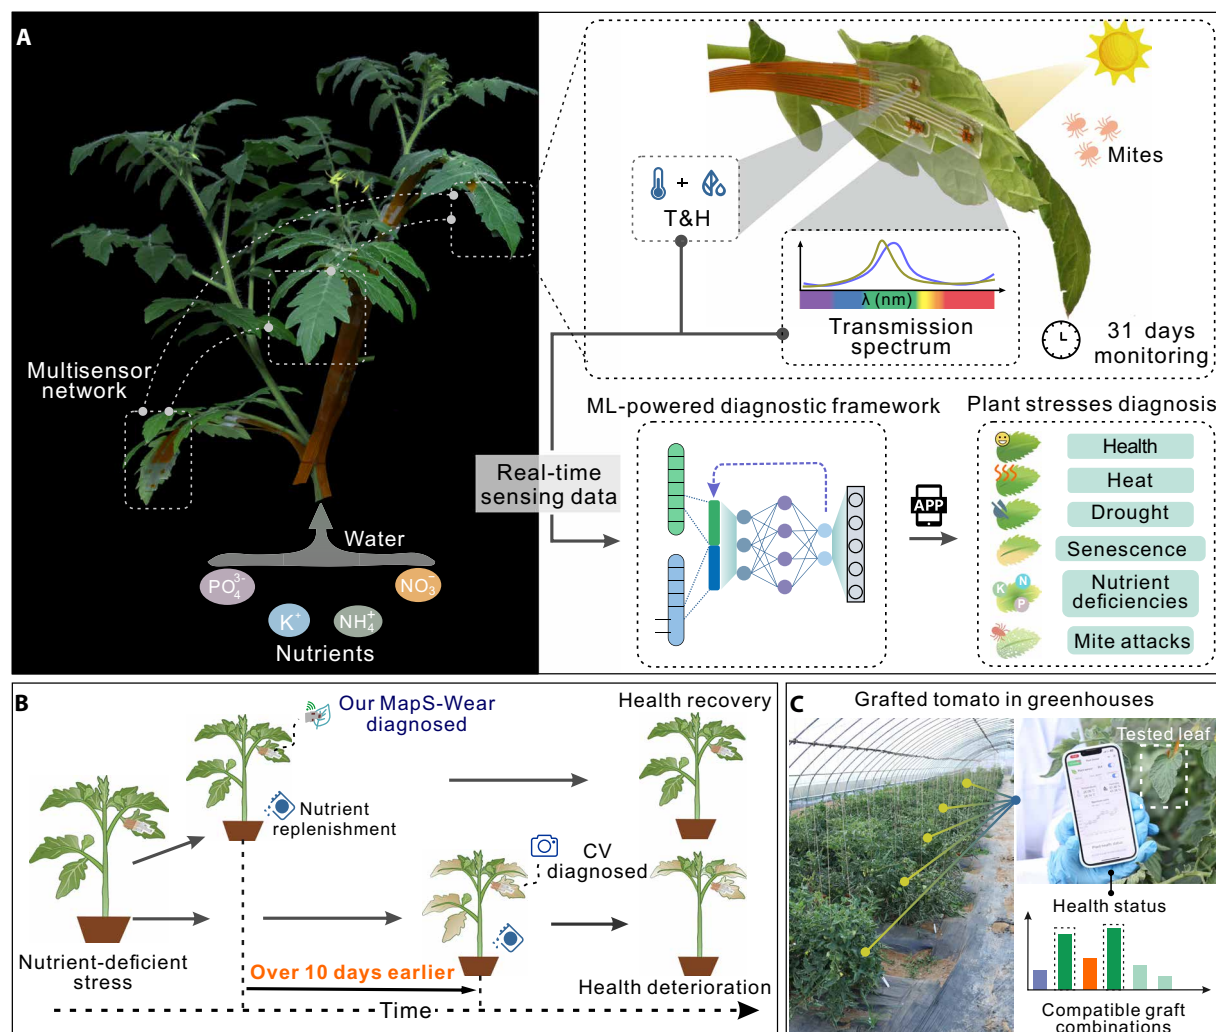 A
Multisensor
network
Water
PO₄³⁻
K⁺
NH₄⁺
NO₃⁻
Nutrients
Mites
T&H
λ (nm)
Transmission
spectrum
31 days
monitoring
Real-time
sensing data
ML-powered diagnostic framework
APP
Plant stresses diagnosis
Health
Heat
Drought
Senescence
K N P
Nutrient
deficiencies
Mite attacks
B
Our MapS-Wear
diagnosed
Health recovery
Nutrient
replenishment
CV
diagnosed
Nutrient-deficient
stress
Over 10 days earlier
Health deterioration
Time
C
Grafted tomato in greenhouses
Tested leaf
Health status
Compatible graft
combinations